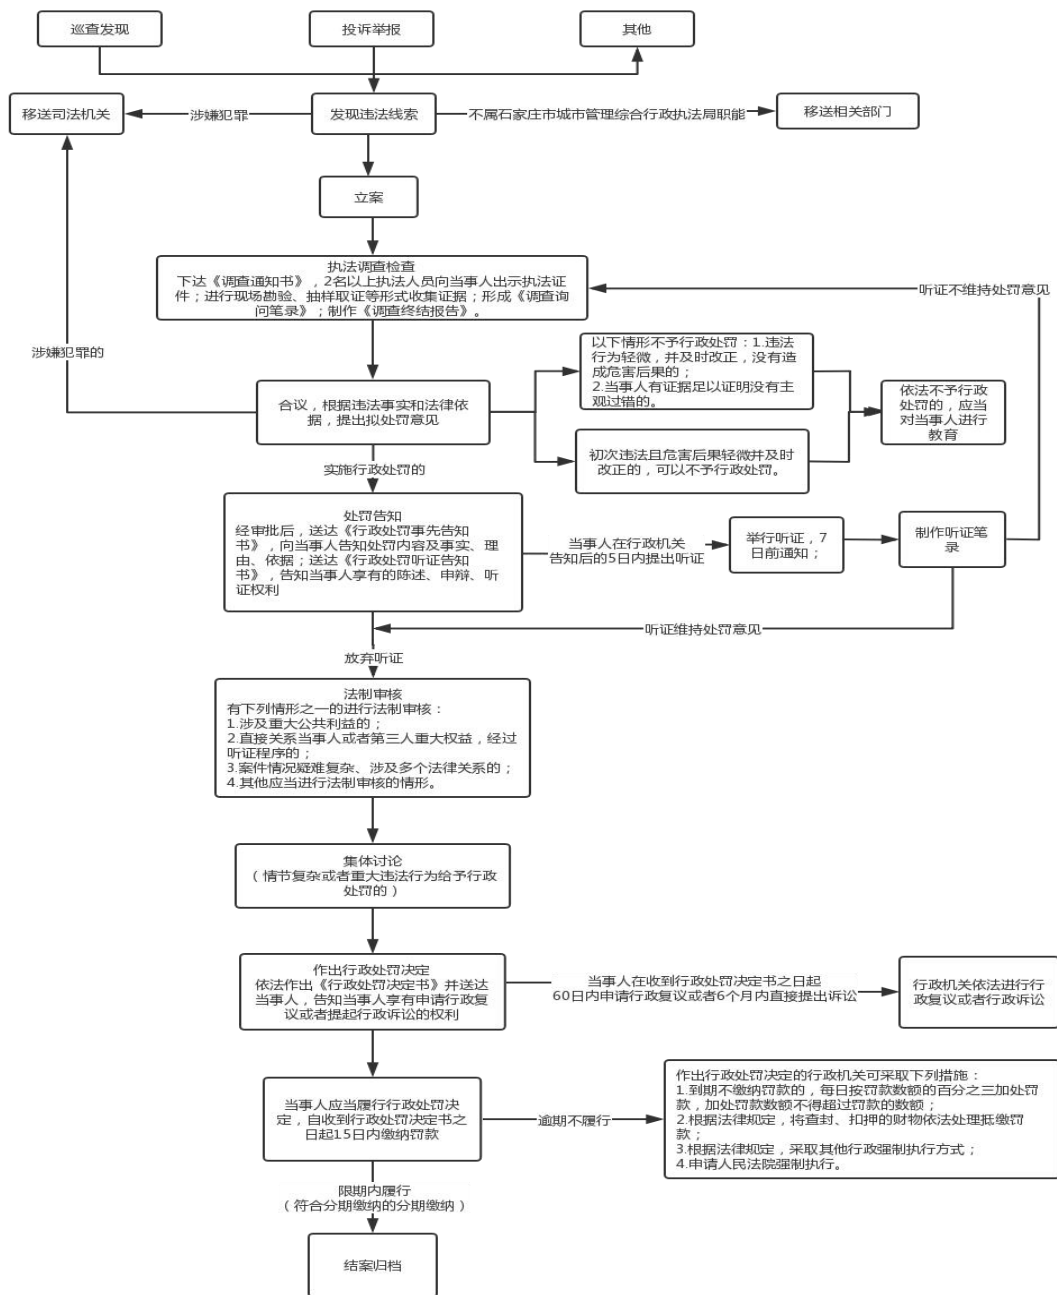 巡查发现
投诉举报
其他
移送司法机关
涉嫌犯罪
发现违法线索
不属石家庄市城市管理综合行政执法局职能
移送相关部门
立案
执法调查检查
下达《调查通知书》，2名以上执法人员向当事人出示执法证
件；进行现场勘验、抽样取证等形式收集证据；形成《调查询
问笔录》；制作《调查终结报告》。
听证不维持处罚意见
涉嫌犯罪的
以下情形不予行政处罚：1.违法
行为轻微，并及时改正，没有造
成危害后果的；
2.当事人有证据足以证明没有主
观过错的。
合议，根据违法事实和法律依
据，提出拟处罚意见
依法不予行政
处罚的，应当
对当事人进行
教育
初次违法且危害后果轻微并及时
改正的，可以不予行政处罚。
实施行政处罚的
处罚告知
经审批后，送达《行政处罚事先告知
书》，向当事人告知处罚内容及事实、理
由、依据；送达《行政处罚听证告知
书》，告知当事人享有的陈述、申辩、听
证权利
当事人在行政机关
告知后的5日内提出听证
举行听证，7
日前通知；
制作听证笔
录
听证维持处罚意见
放弃听证
法制审核
有下列情形之一的进行法制审核：
1.涉及重大公共利益的；
2.直接关系当事人或者第三人重大权益，经过
听证程序的；
3.案件情况疑难复杂、涉及多个法律关系的；
4.其他应当进行法制审核的情形。
集体讨论
（情节复杂或者重大违法行为给予行政
处罚的）
作出行政处罚决定
依法作出《行政处罚决定书》并送达
当事人，告知当事人享有申请行政复
议或者提起行政诉讼的权利
当事人在收到行政处罚决定书之日起
60日内申请行政复议或者6个月内直接提出诉讼
行政机关依法进行行
政复议或者行政诉讼
当事人应当履行行政处罚决
定，自收到行政处罚决定书之
日起15日内缴纳罚款
逾期不履行
作出行政处罚决定的行政机关可采取下列措施：
1.到期不缴纳罚款的，每日按罚款数额的百分之三加处罚
款，加处罚款数额不得超过罚款的数额；
2.根据法律规定，将查封、扣押的财物依法处理抵缴罚
款；
3.根据法律规定，采取其他行政强制执行方式；
4.申请人民法院强制执行。
限期内履行
（符合分期缴纳的分期缴纳）
结案归档